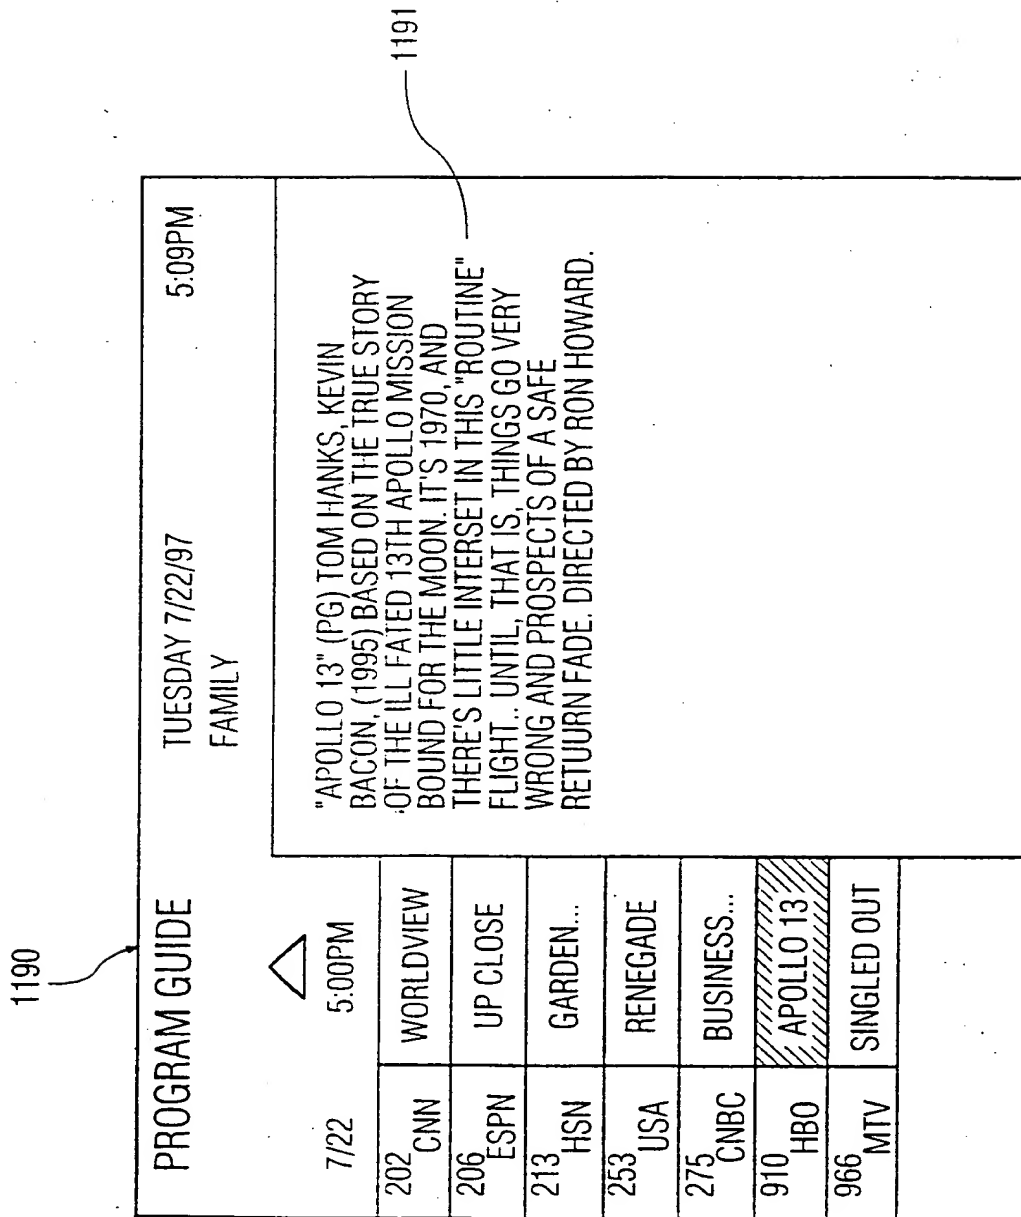 1190
PROGRAM GUIDE TUESDAY 7/22/97 5:09PM
FAMILY
7/22 5:00PM
202 CNN WORLDVIEW
206 ESPN UP CLOSE
213 HSN GARDEN...
253 USA RENEGADE
275 CNBC BUSINESS...
910 HBO APOLLO 13
966 MTV SINGLED OUT
"APOLLO 13" (PG) TOM HANKS, KEVIN
BACON, (1995) BASED ON THE TRUE STORY
OF THE ILL FATED 13TH APOLLO MISSION
BOUND FOR THE MOON. IT'S 1970, AND
THERE'S LITTLE INTERSET IN THIS "ROUTINE"
FLIGHT.. UNTIL, THAT IS, THINGS GO VERY
WRONG AND PROSPECTS OF A SAFE
RETUURN FADE. DIRECTED BY RON HOWARD.
1191